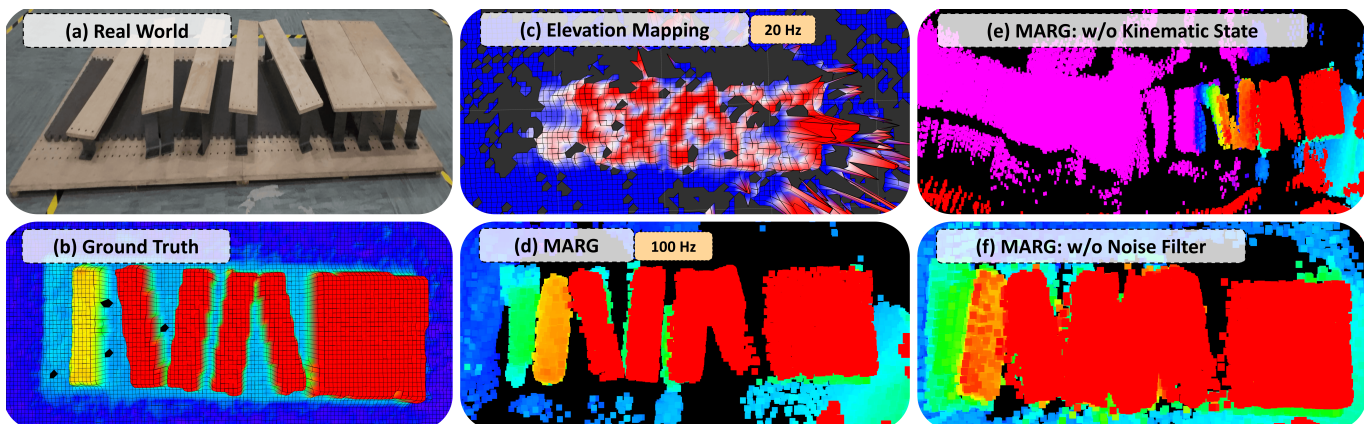 (a) Real World
(c) Elevation Mapping
20 Hz
(e) MARG: w/o Kinematic State
(b) Ground Truth
(d) MARG
100 Hz
(f) MARG: w/o Noise Filter